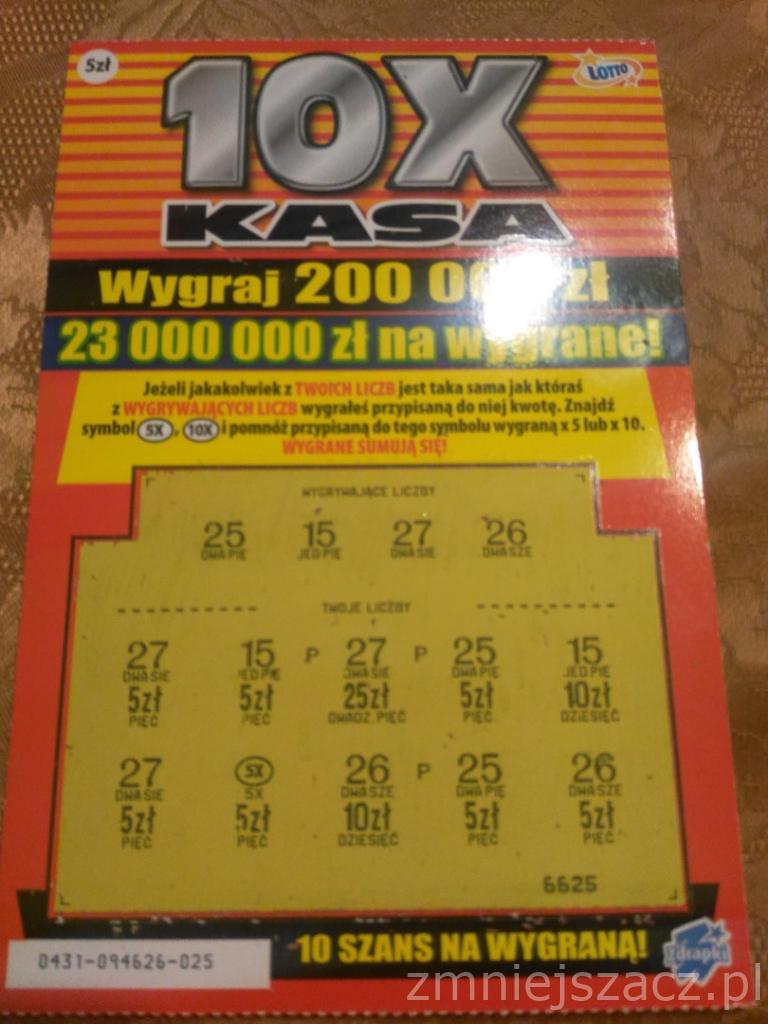 5zł
10X
LOTTO
KASA
Wygraj 200 zł
23 000 000 zł na wygrane!
Jeżeli jakakolwiek z TWOICH LICZB jest taka sama jak któraś
z WYGRYWAJĄCYCH LICZB wygrałeś przypisaną do niej kwotę. Znajdź
symbol 5X, 10X i pomnóż przypisaną do tego symbolu wygraną x 5 lub x 10.
WYGRANE SUMUJĄ SIĘ!
WYGRYWAJĄCE LICZBY
25 15 27 26
DWAPIE JEDPIE DWASIE DWASZE
TWOJE LICZBY
27 15 P 27 P 25 15
DWASIE JEDPIE DWASIE DWAPIE JEDPIE
5zł 5zł 25zł 5zł 10zł
PIĘĆ PIĘĆ DWADZ.PIĘĆ PIĘĆ DZIESIĘĆ
27 5X 26 P 25 26
DWASIE 5X DWASZE DWAPIE DWASZE
5zł 5zł 10zł 5zł 5zł
PIĘĆ PIĘĆ DZIESIĘĆ PIĘĆ PIĘĆ
6625
10 SZANS NA WYGRANĄ!
Zdrapki
0431-094626-025
zmniejszacz.pl